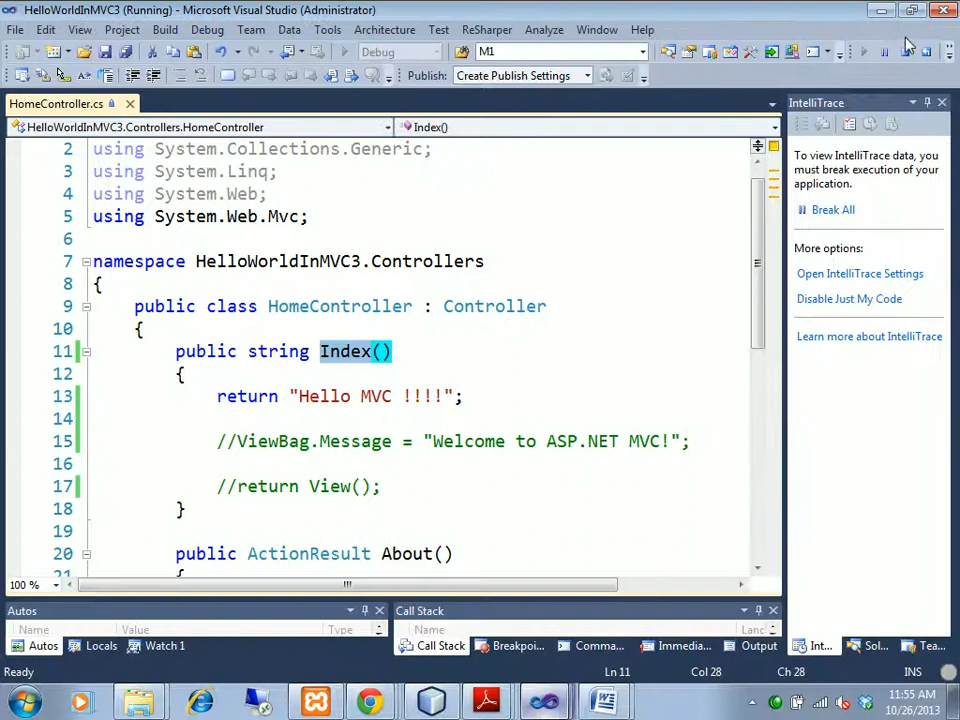 HelloWorldInMVC3 (Running) - Microsoft Visual Studio (Administrator)
File Edit View Project Build Debug Team Data Tools Architecture Test ReSharper Analyze Window Help
Debug M1
Publish: Create Publish Settings
HomeController.cs
HelloWorldInMVC3.Controllers.HomeController Index()
2 using System.Collections.Generic;
3 using System.Linq;
4 using System.Web;
5 using System.Web.Mvc;
6
7 namespace HelloWorldInMVC3.Controllers
8 {
9 public class HomeController : Controller
10 {
11 public string Index()
12 {
13 return "Hello MVC !!!!";
14
15 //ViewBag.Message = "Welcome to ASP.NET MVC!";
16
17 //return View();
18 }
19
20 public ActionResult About()
21 {
100 %
IntelliTrace
To view IntelliTrace data, you
must break execution of your
application.
Break All
More options:
Open IntelliTrace Settings
Disable Just My Code
Learn more about IntelliTrace
Autos
Name Value Type
Autos Locals Watch 1
Call Stack
Name Lang
Call Stack Breakpoi... Comma... Immedia... Output
Int... Sol... Tea...
Ready Ln 11 Col 28 Ch 28 INS
11:55 AM
10/26/2013